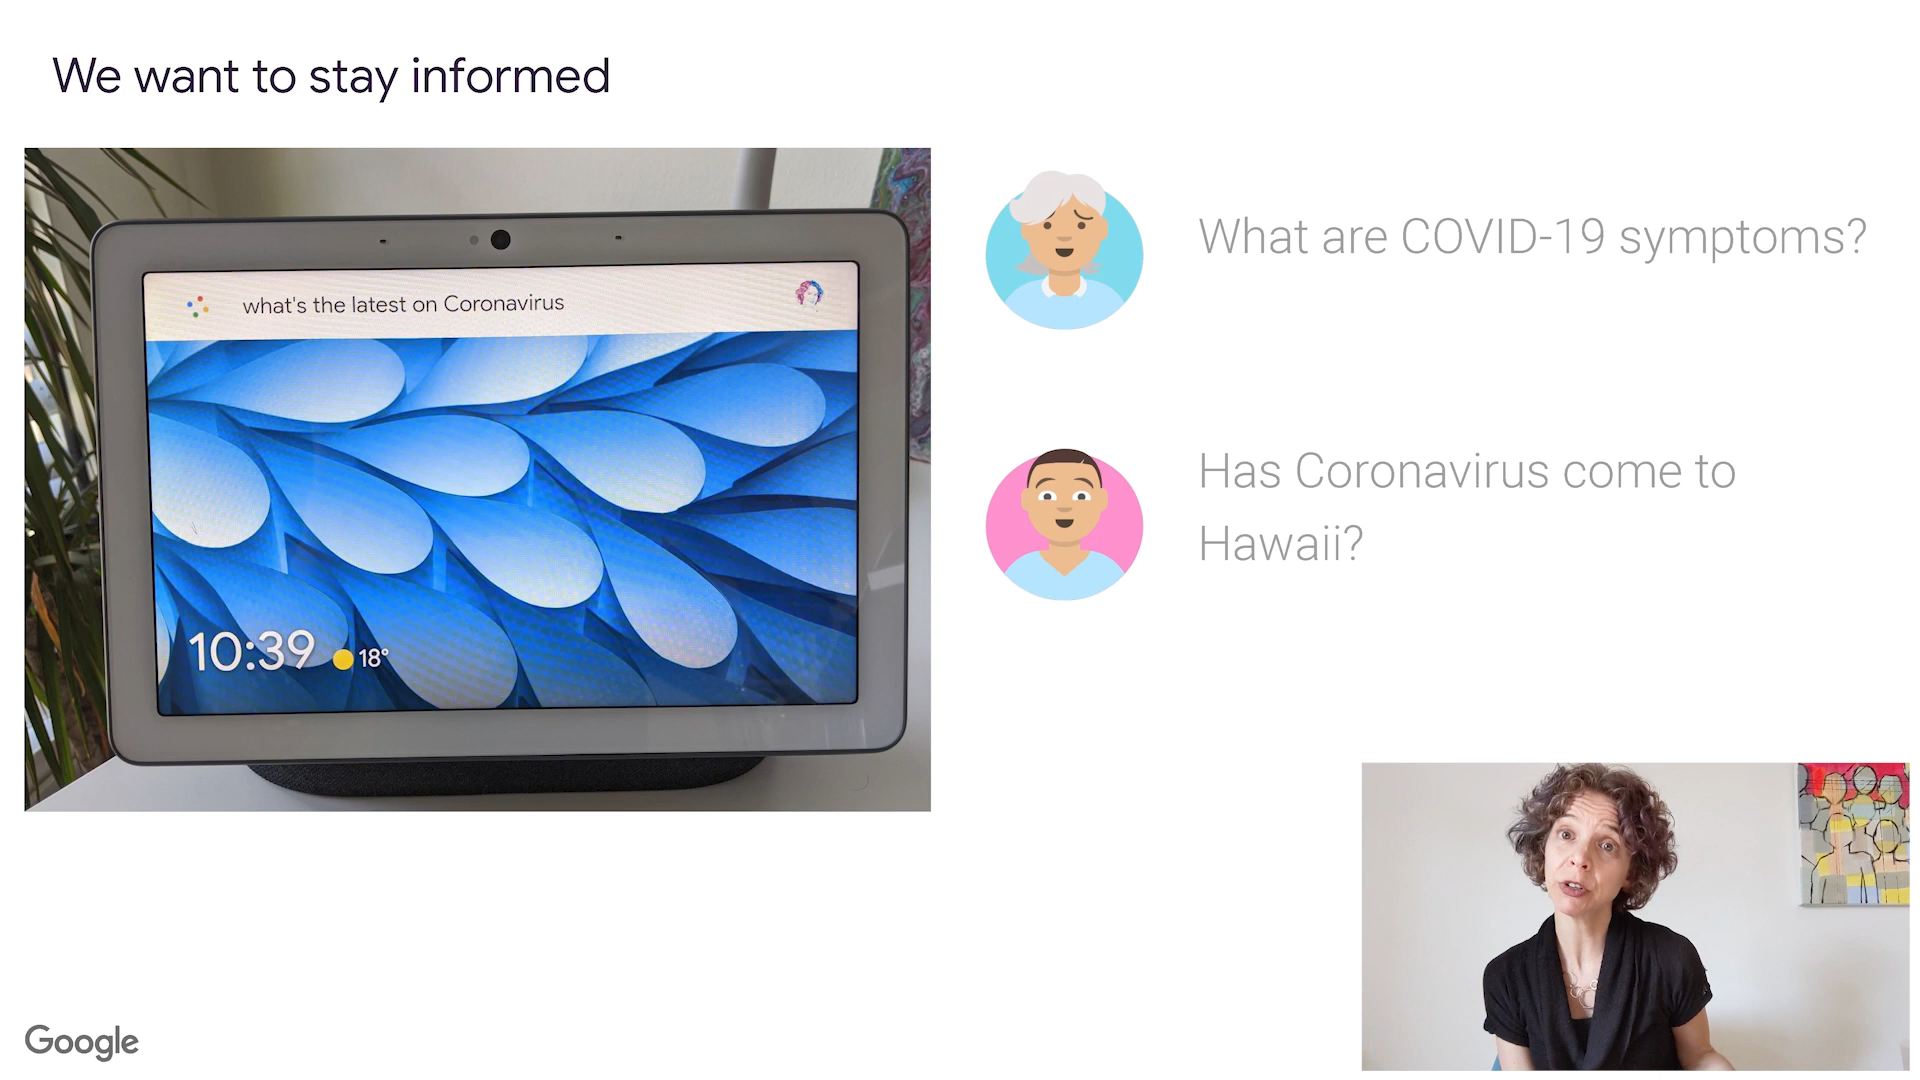 We want to stay informed
what's the latest on Coronavirus
10:39 18°
What are COVID-19 symptoms?
Has Coronavirus come to
Hawaii?
Google